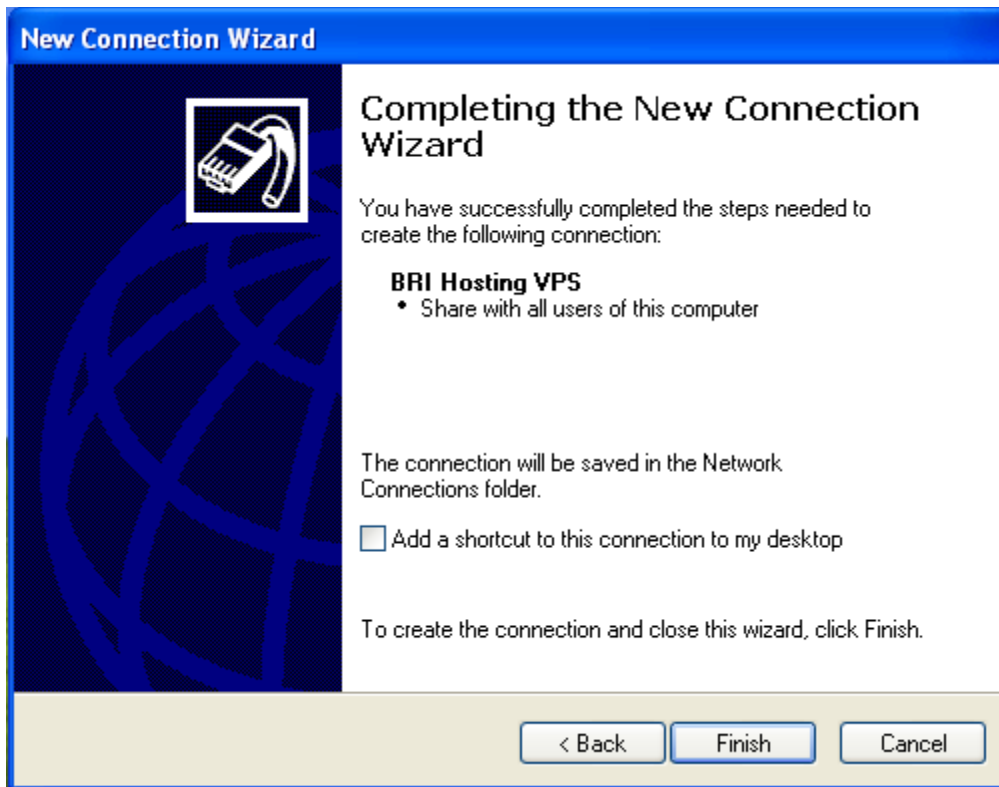 New Connection Wizard
Completing the New Connection
Wizard
You have successfully completed the steps needed to
create the following connection:
BRI Hosting VPS
• Share with all users of this computer
The connection will be saved in the Network
Connections folder.
Add a shortcut to this connection to my desktop
To create the connection and close this wizard, click Finish.
< Back Finish Cancel